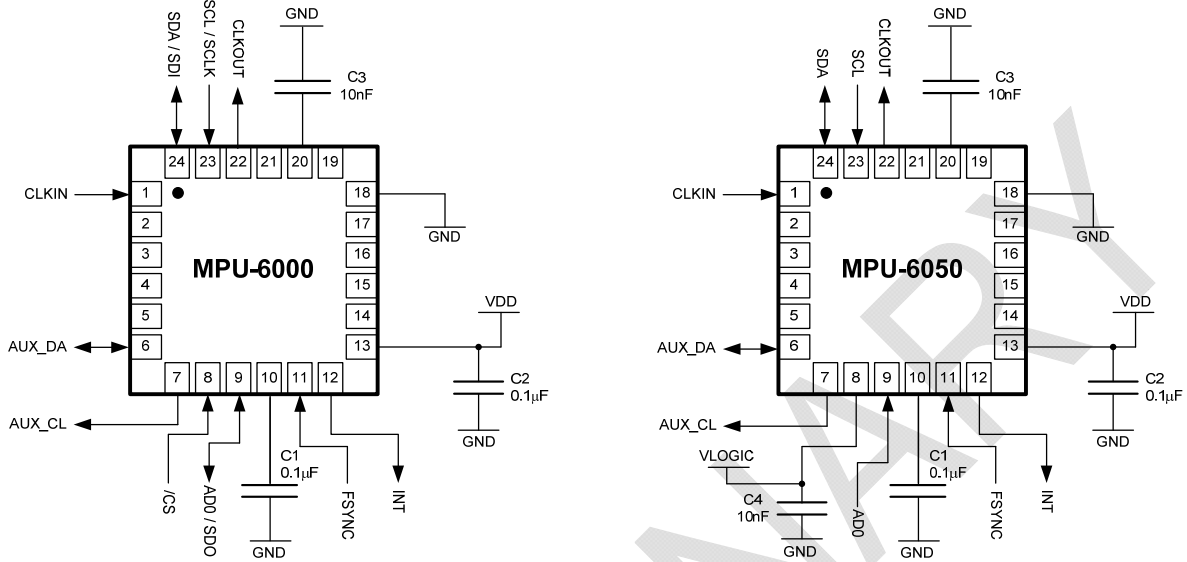 GND
SDA / SDI
SCL / SCLK
CLKOUT
C3
10nF
24 23 22 21 20 19
CLKIN
1
2
3
4
5
6
18
17
16
15
14
13
GND
MPU-6000
VDD
AUX_DA
C2
0.1µF
GND
7 8 9 10 11 12
AUX_CL
/CS
AD0 / SDO
C1
0.1µF
GND
FSYNC
INT
GND
SDA
SCL
CLKOUT
C3
10nF
24 23 22 21 20 19
CLKIN
1
2
3
4
5
6
18
17
16
15
14
13
GND
MPU-6050
VDD
AUX_DA
C2
0.1µF
GND
7 8 9 10 11 12
AUX_CL
VLOGIC
C4
10nF
GND
AD0
C1
0.1µF
GND
FSYNC
INT